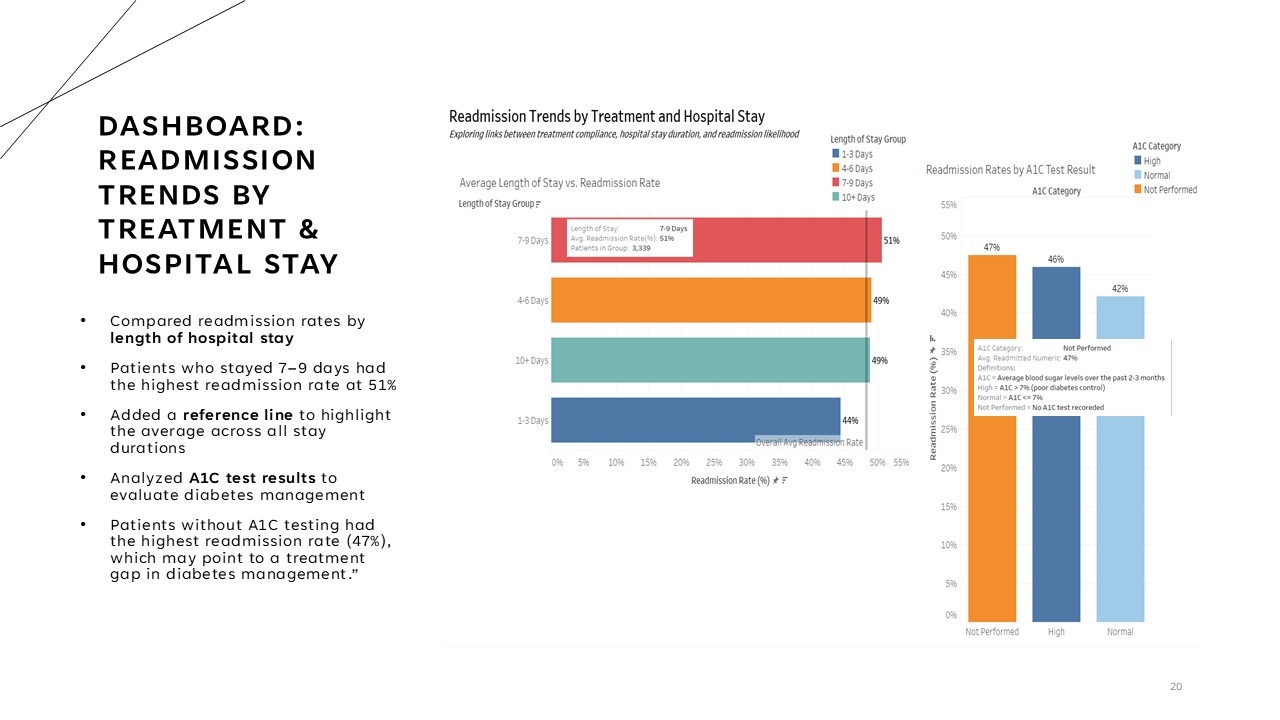 DASHBOARD:
READMISSION
TRENDS BY
TREATMENT &
HOSPITAL STAY
• Compared readmission rates by
length of hospital stay
• Patients who stayed 7–9 days had
the highest readmission rate at 51%
• Added a reference line to highlight
the average across all stay
durations
• Analyzed A1C test results to
evaluate diabetes management
• Patients without A1C testing had
the highest readmission rate (47%),
which may point to a treatment
gap in diabetes management.”
Readmission Trends by Treatment and Hospital Stay
Exploring links between treatment compliance, hospital stay duration, and readmission likelihood
Length of Stay Group
1-3 Days
4-6 Days
7-9 Days
10+ Days
Average Length of Stay vs. Readmission Rate
Length of Stay Group
7-9 Days
51%
Length of Stay: 7-9 Days
Avg. Readmission Rate(%): 51%
Patients in Group: 3,339
4-6 Days
49%
10+ Days
49%
1-3 Days
44%
Overall Avg Readmission Rate
0% 5% 10% 15% 20% 25% 30% 35% 40% 45% 50% 55%
Readmission Rate (%)
A1C Category
High
Normal
Not Performed
Readmission Rates by A1C Test Result
A1C Category
55%
50%
45%
40%
35%
25%
20%
15%
10%
5%
0%
Readmission Rate (%)
47%
46%
42%
A1C Category: Not Performed
Avg. Readmitted Numeric: 47%
Definitions:
A1C = Average blood sugar levels over the past 2-3 months
High = A1C > 7% (poor diabetes control)
Normal = A1C <= 7%
Not Performed = No A1C test recoreded
Not Performed High Normal
20